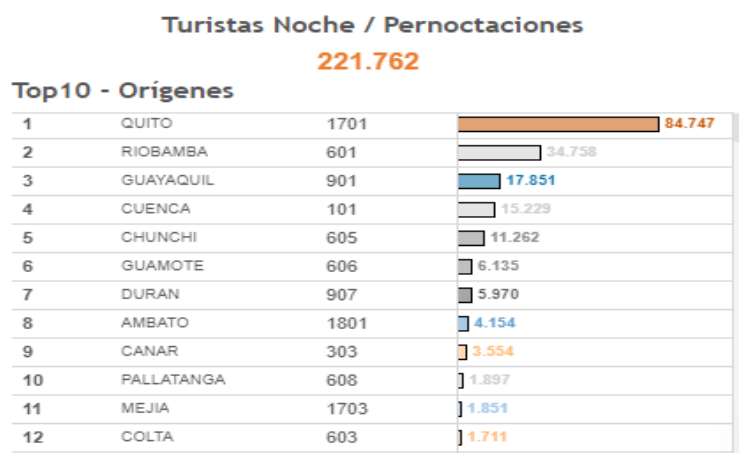 Turistas Noche / Pernoctaciones
221.762
Top10 - Orígenes
1 QUITO 1701 84.747
2 RIOBAMBA 601 34.758
3 GUAYAQUIL 901 17.851
4 CUENCA 101 15.229
5 CHUNCHI 605 11.262
6 GUAMOTE 606 6.135
7 DURAN 907 5.970
8 AMBATO 1801 4.154
9 CANAR 303 3.554
10 PALLATANGA 608 1.897
11 MEJIA 1703 1.851
12 COLTA 603 1.711